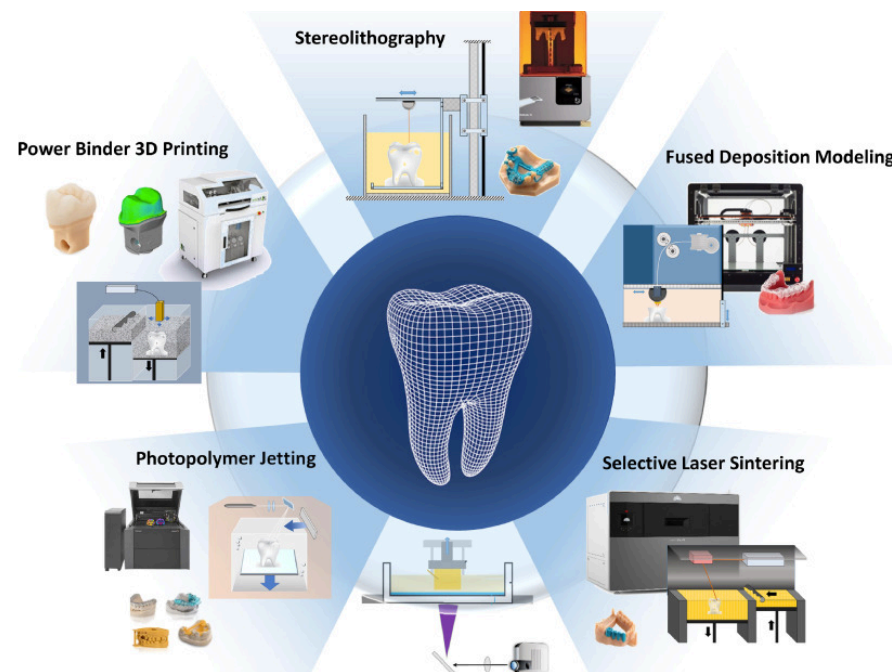 Stereolithography
Power Binder 3D Printing
Fused Deposition Modeling
Photopolymer Jetting
Selective Laser Sintering